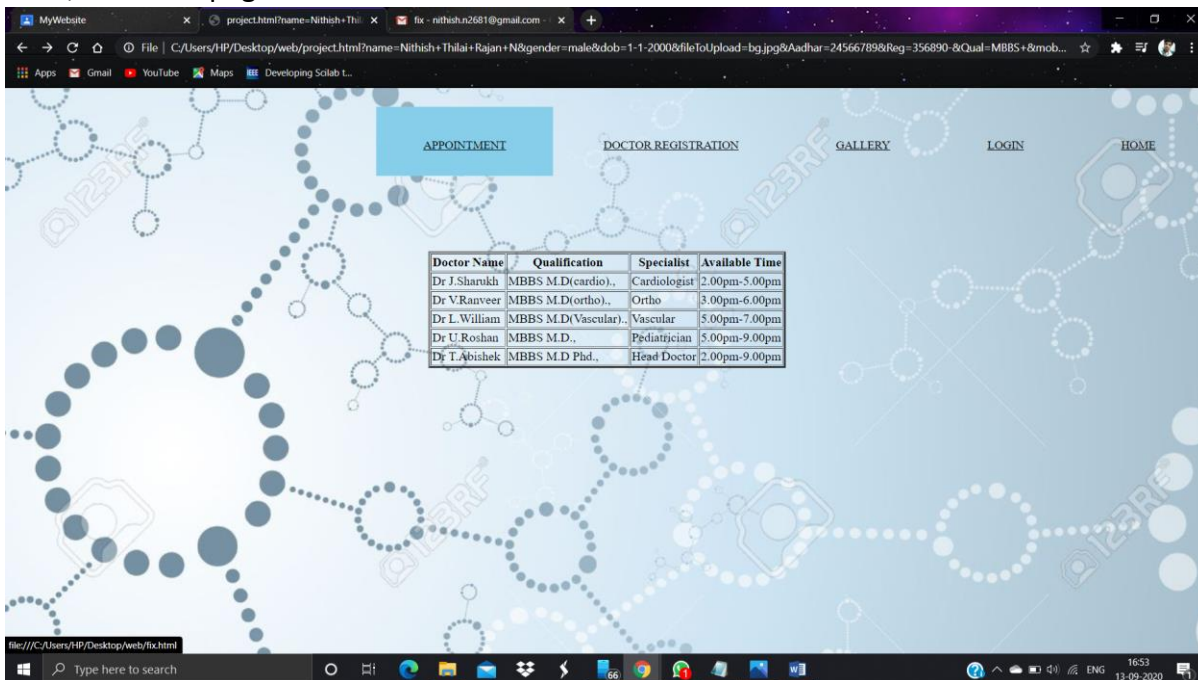 MyWebsite
project.html?name=Nithish+Thil
fix - nithish.n2681@gmail.com -
File | C:/Users/HP/Desktop/web/project.html?name=Nithish+Thilai+Rajan+N&gender=male&dob=1-1-2000&fileToUpload=bg.jpg&Aadhar=24566789&Reg=356890-&Qual=MBBS+&mob...
Apps Gmail YouTube Maps Developing Scilab t...
APPOINTMENT DOCTOR REGISTRATION GALLERY LOGIN HOME
Doctor Name Qualification Specialist Available Time
Dr J.Sharukh MBBS M.D(cardio)., Cardiologist 2.00pm-5.00pm
Dr V.Ranveer MBBS M.D(ortho)., Ortho 3.00pm-6.00pm
Dr L.William MBBS M.D(Vascular)., Vascular 5.00pm-7.00pm
Dr U.Roshan MBBS M.D., Pediatrician 5.00pm-9.00pm
Dr T.Abishek MBBS M.D Phd., Head Doctor 2.00pm-9.00pm
123RF
123RF
123RF
123RF
123RF
file:///C:/Users/HP/Desktop/web/fix.html
Type here to search
66
ENG
16:53
13-09-2020